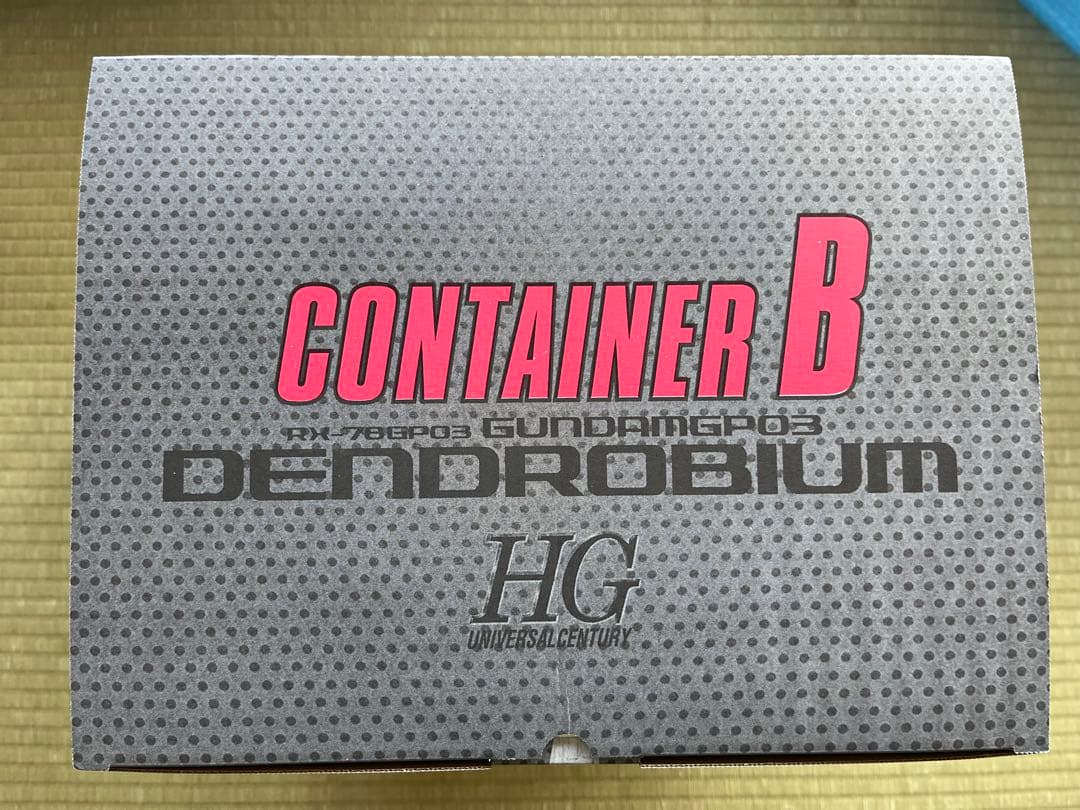 CONTAINER B
RX-78GP03 GUNDAMGP03
DENDROBIUM
HG
UNIVERSAL CENTURY